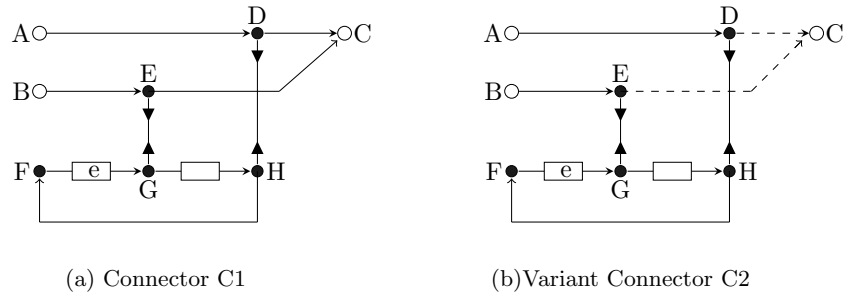 D D
A C A C
E E
B B
F e H F e H
G G
(a) Connector C1 (b)Variant Connector C2